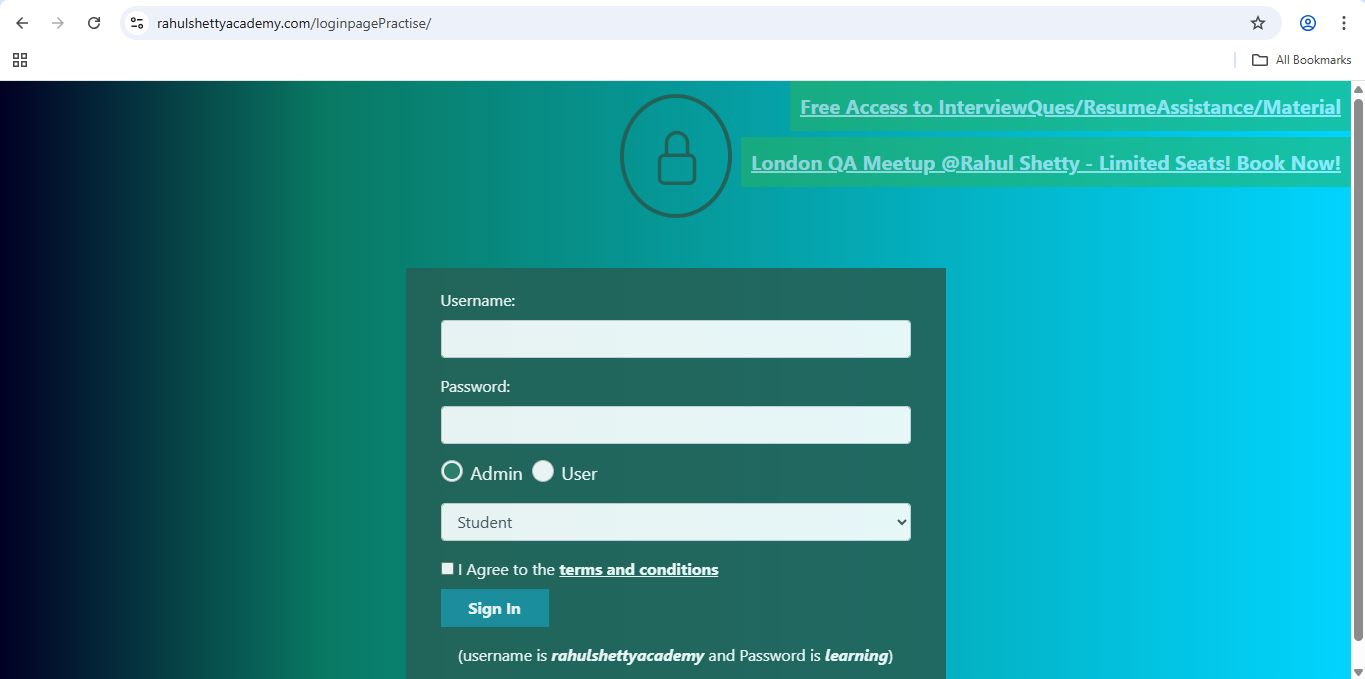 rahulshettyacademy.com/loginpagePractise/
All Bookmarks
Free Access to InterviewQues/ResumeAssistance/Material
London QA Meetup @Rahul Shetty - Limited Seats! Book Now!
Username:
Password:
Admin User
Student
I Agree to the terms and conditions
Sign In
(username is rahulshettyacademy and Password is learning)